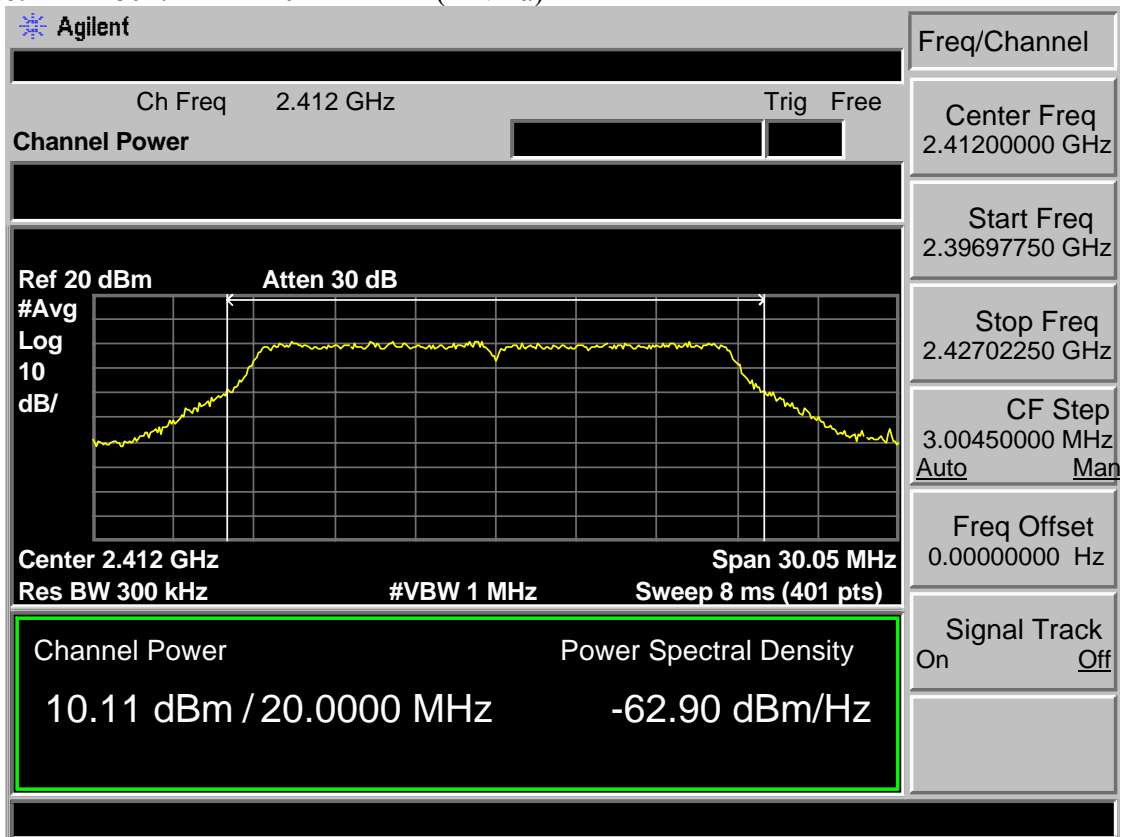 Agilent
Freq/Channel
Ch Freq 2.412 GHz Trig Free
Channel Power
Center Freq
2.41200000 GHz
Start Freq
2.39697750 GHz
Stop Freq
2.42702250 GHz
CF Step
3.00450000 MHz
Auto Man
Freq Offset
0.00000000 Hz
Signal Track
On Off
Ref 20 dBm Atten 30 dB
#Avg
Log
10
dB/
Center 2.412 GHz Span 30.05 MHz
Res BW 300 kHz #VBW 1 MHz Sweep 8 ms (401 pts)
Channel Power Power Spectral Density
10.11 dBm / 20.0000 MHz -62.90 dBm/Hz